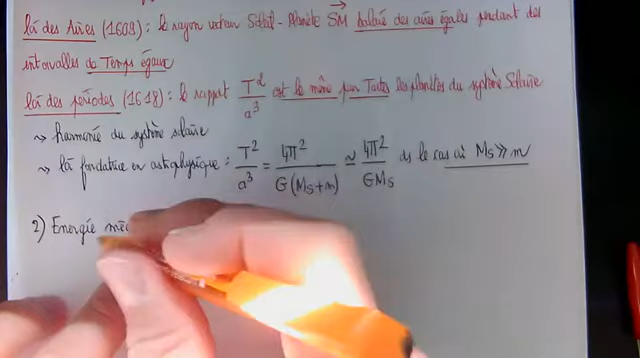 loi des Aires (1609) : le rayon vecteur Soleil - Planète SM⃗ balaie des aires égales pendant des
intervalles de Temps égaux
loi des périodes (1618) : le rapport T²/a³ est le même pour Toutes les planètes du système Solaire
⤳ harmonie du système solaire
⤳ loi fondatrice en astrophysique : T²/a³ = 4π²/G(Ms+m) ≃ 4π²/GMs ds le cas où Ms ≫ m
2) Energie méc